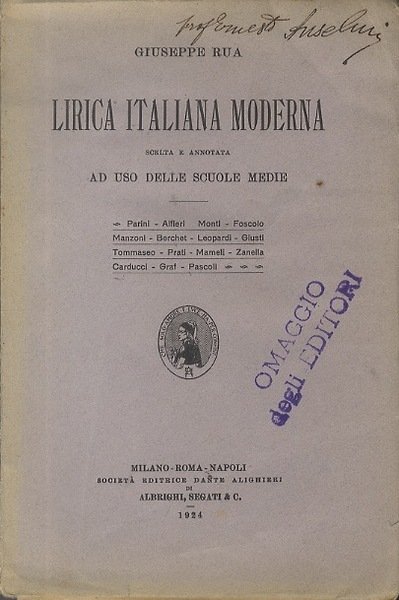 prof Ernesto Anselmi
GIUSEPPE RUA
LIRICA ITALIANA MODERNA
SCELTA E ANNOTATA
AD USO DELLE SCUOLE MEDIE
Parini - Alfieri Monti - Foscolo
Manzoni - Berchet - Leopardi - Giusti
Tommaseo - Prati - Mameli - Zanella
Carducci - Graf - Pascoli
OMAGGIO
degli EDITORI
MILANO-ROMA-NAPOLI
SOCIETÀ EDITRICE DANTE ALIGHIERI
DI
ALBRIGHI, SEGATI & C.
1924